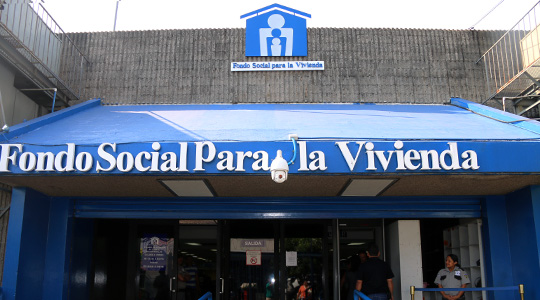 Fondo Social para la Vivienda
Fondo Social Para la Vivienda
SALIDA